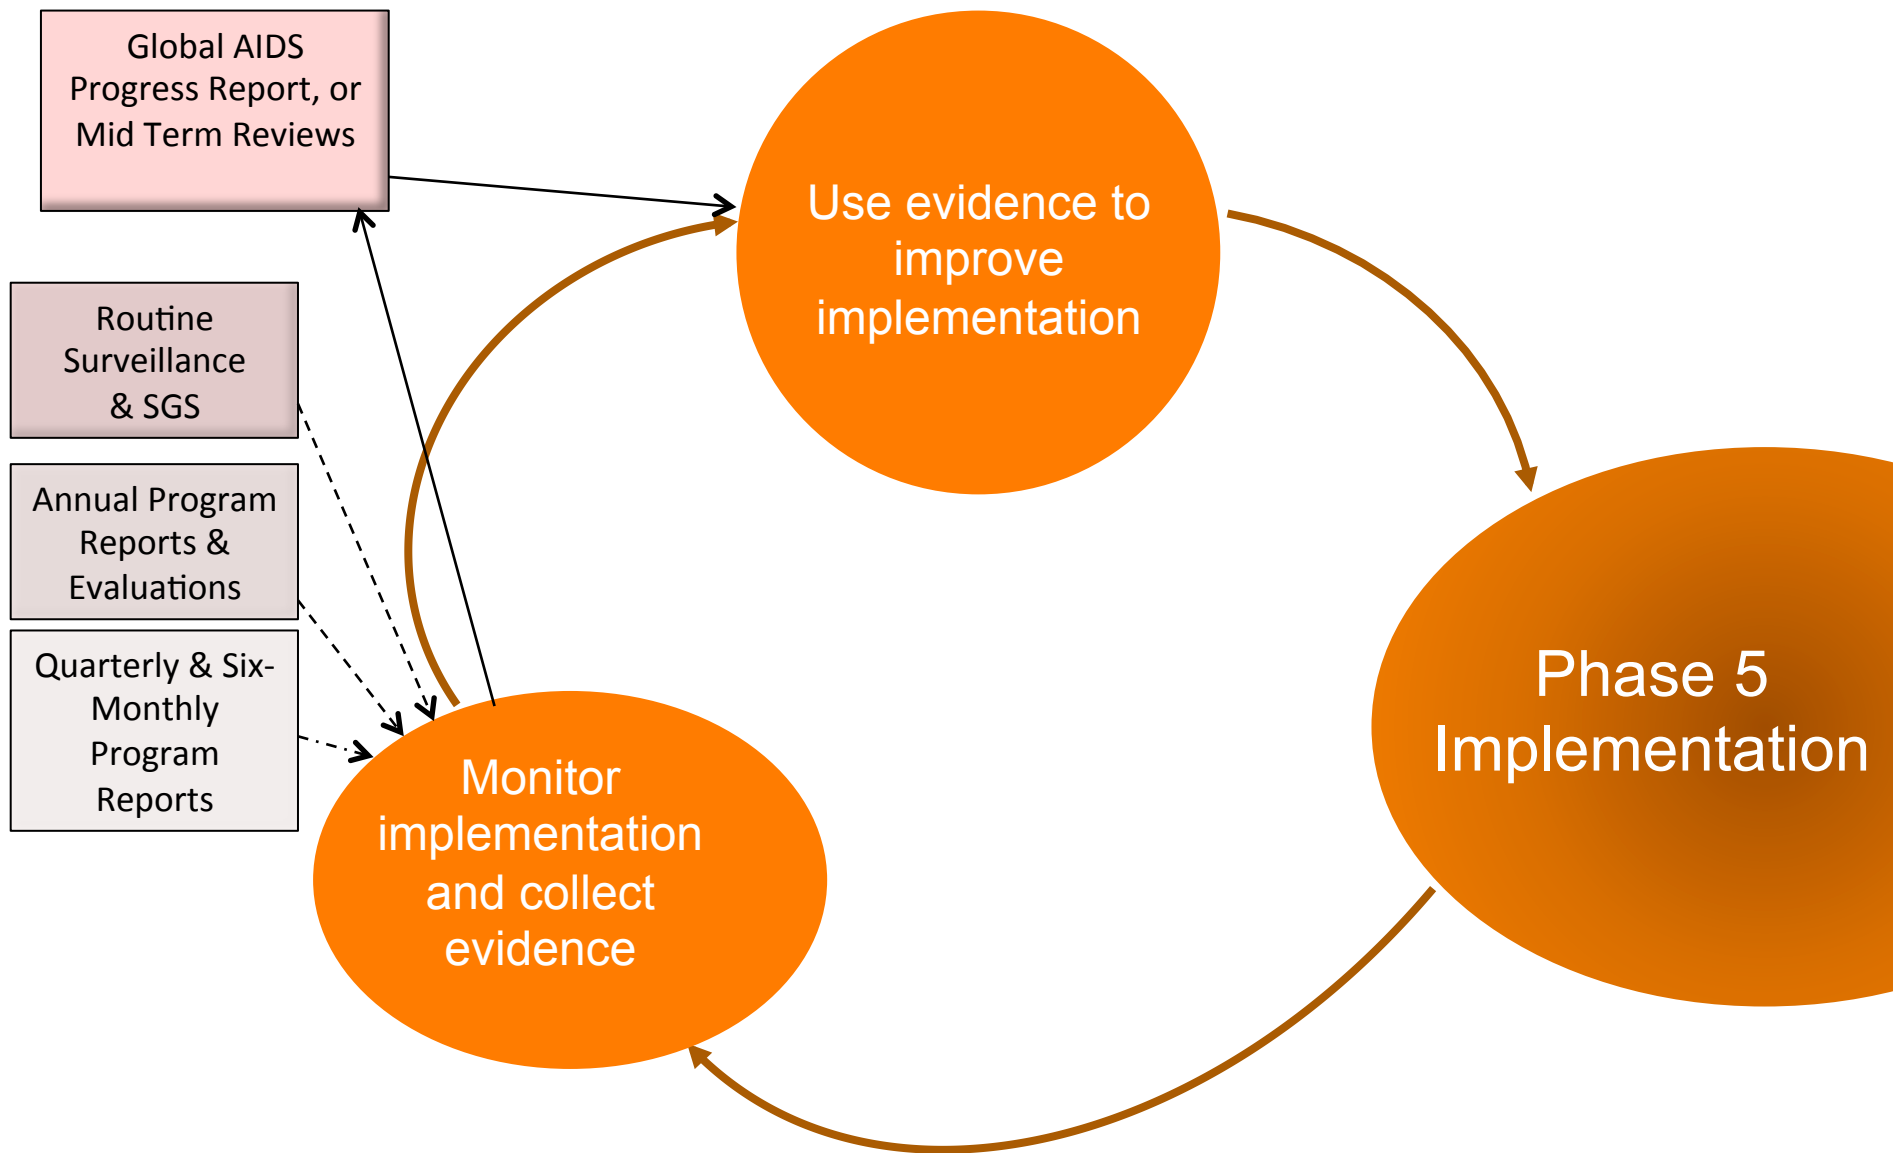 Global AIDS
Progress Report, or
Mid Term Reviews
Routine
Surveillance
& SGS
Annual Program
Reports &
Evaluations
Quarterly & Six-
Monthly
Program
Reports
Use evidence to
improve
implementation
Phase 5
Implementation
Monitor
implementation
and collect
evidence